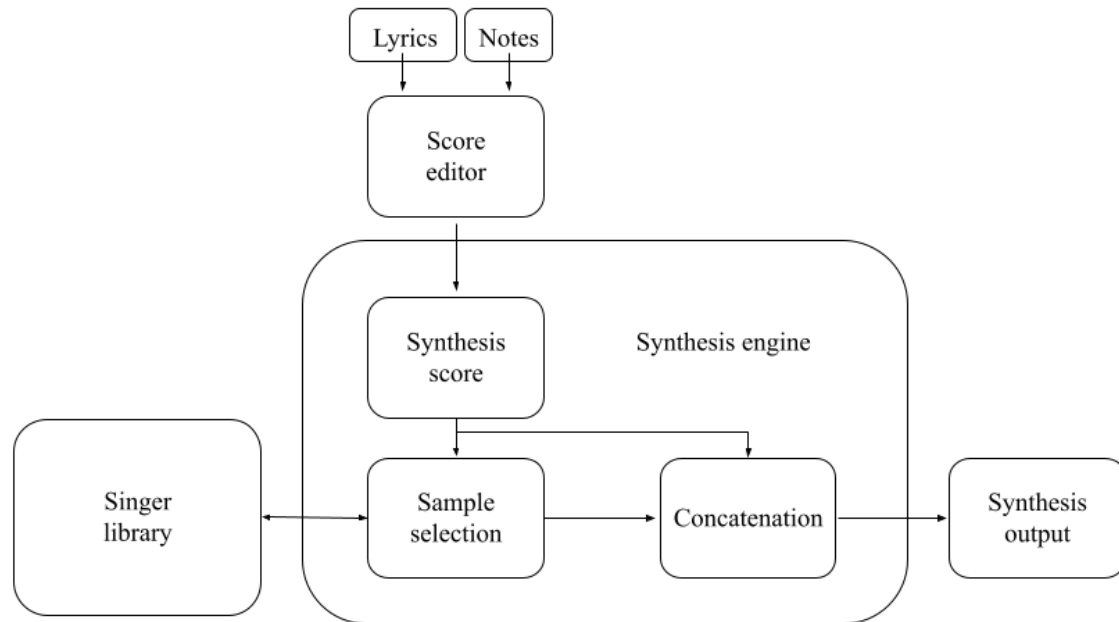 Lyrics
Notes
Score
editor
Synthesis
score
Synthesis engine
Singer
library
Sample
selection
Concatenation
Synthesis
output